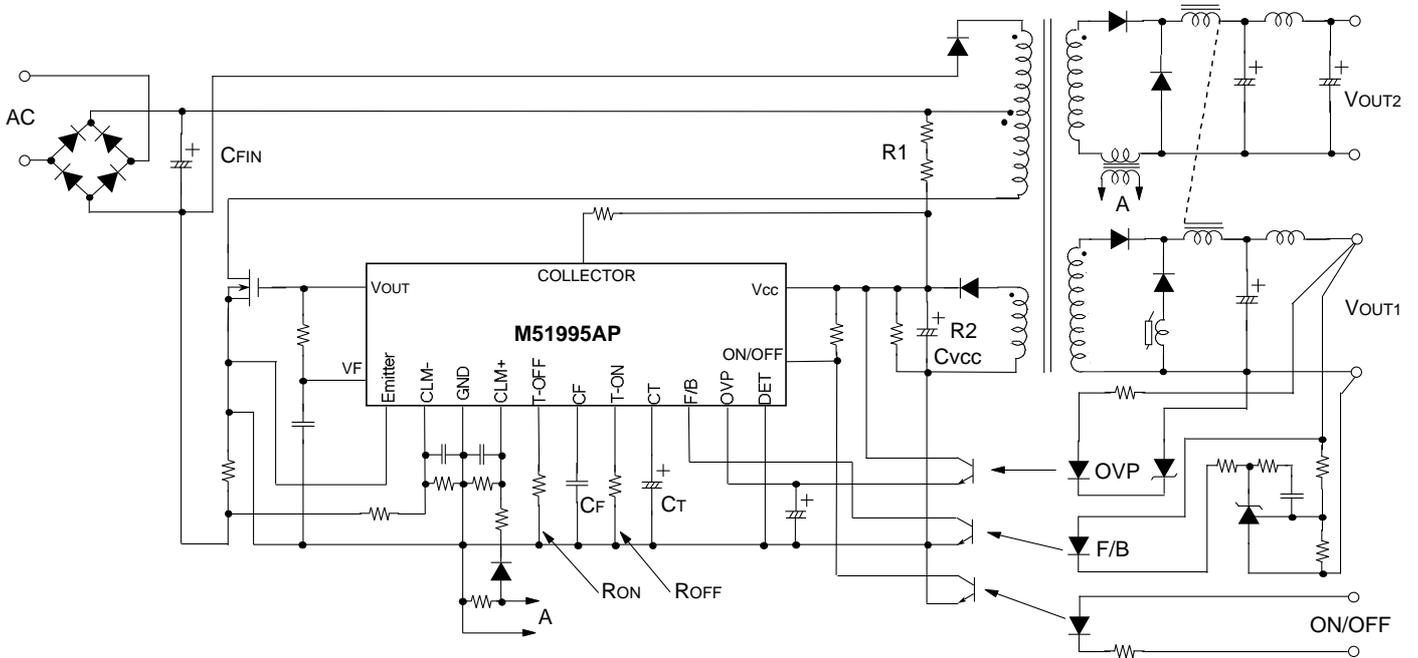 AC
CFIN
R1
A
VOUT2
VOUT1
COLLECTOR
VOUT
Vcc
M51995AP
VF
ON/OFF
Emitter
CLM-
GND
CLM+
T-OFF
CF
T-ON
CT
F/B
OVP
DET
R2
CVCC
CF
CT
RON
ROFF
A
OVP
F/B
ON/OFF
+
+
+
+
+
+
+